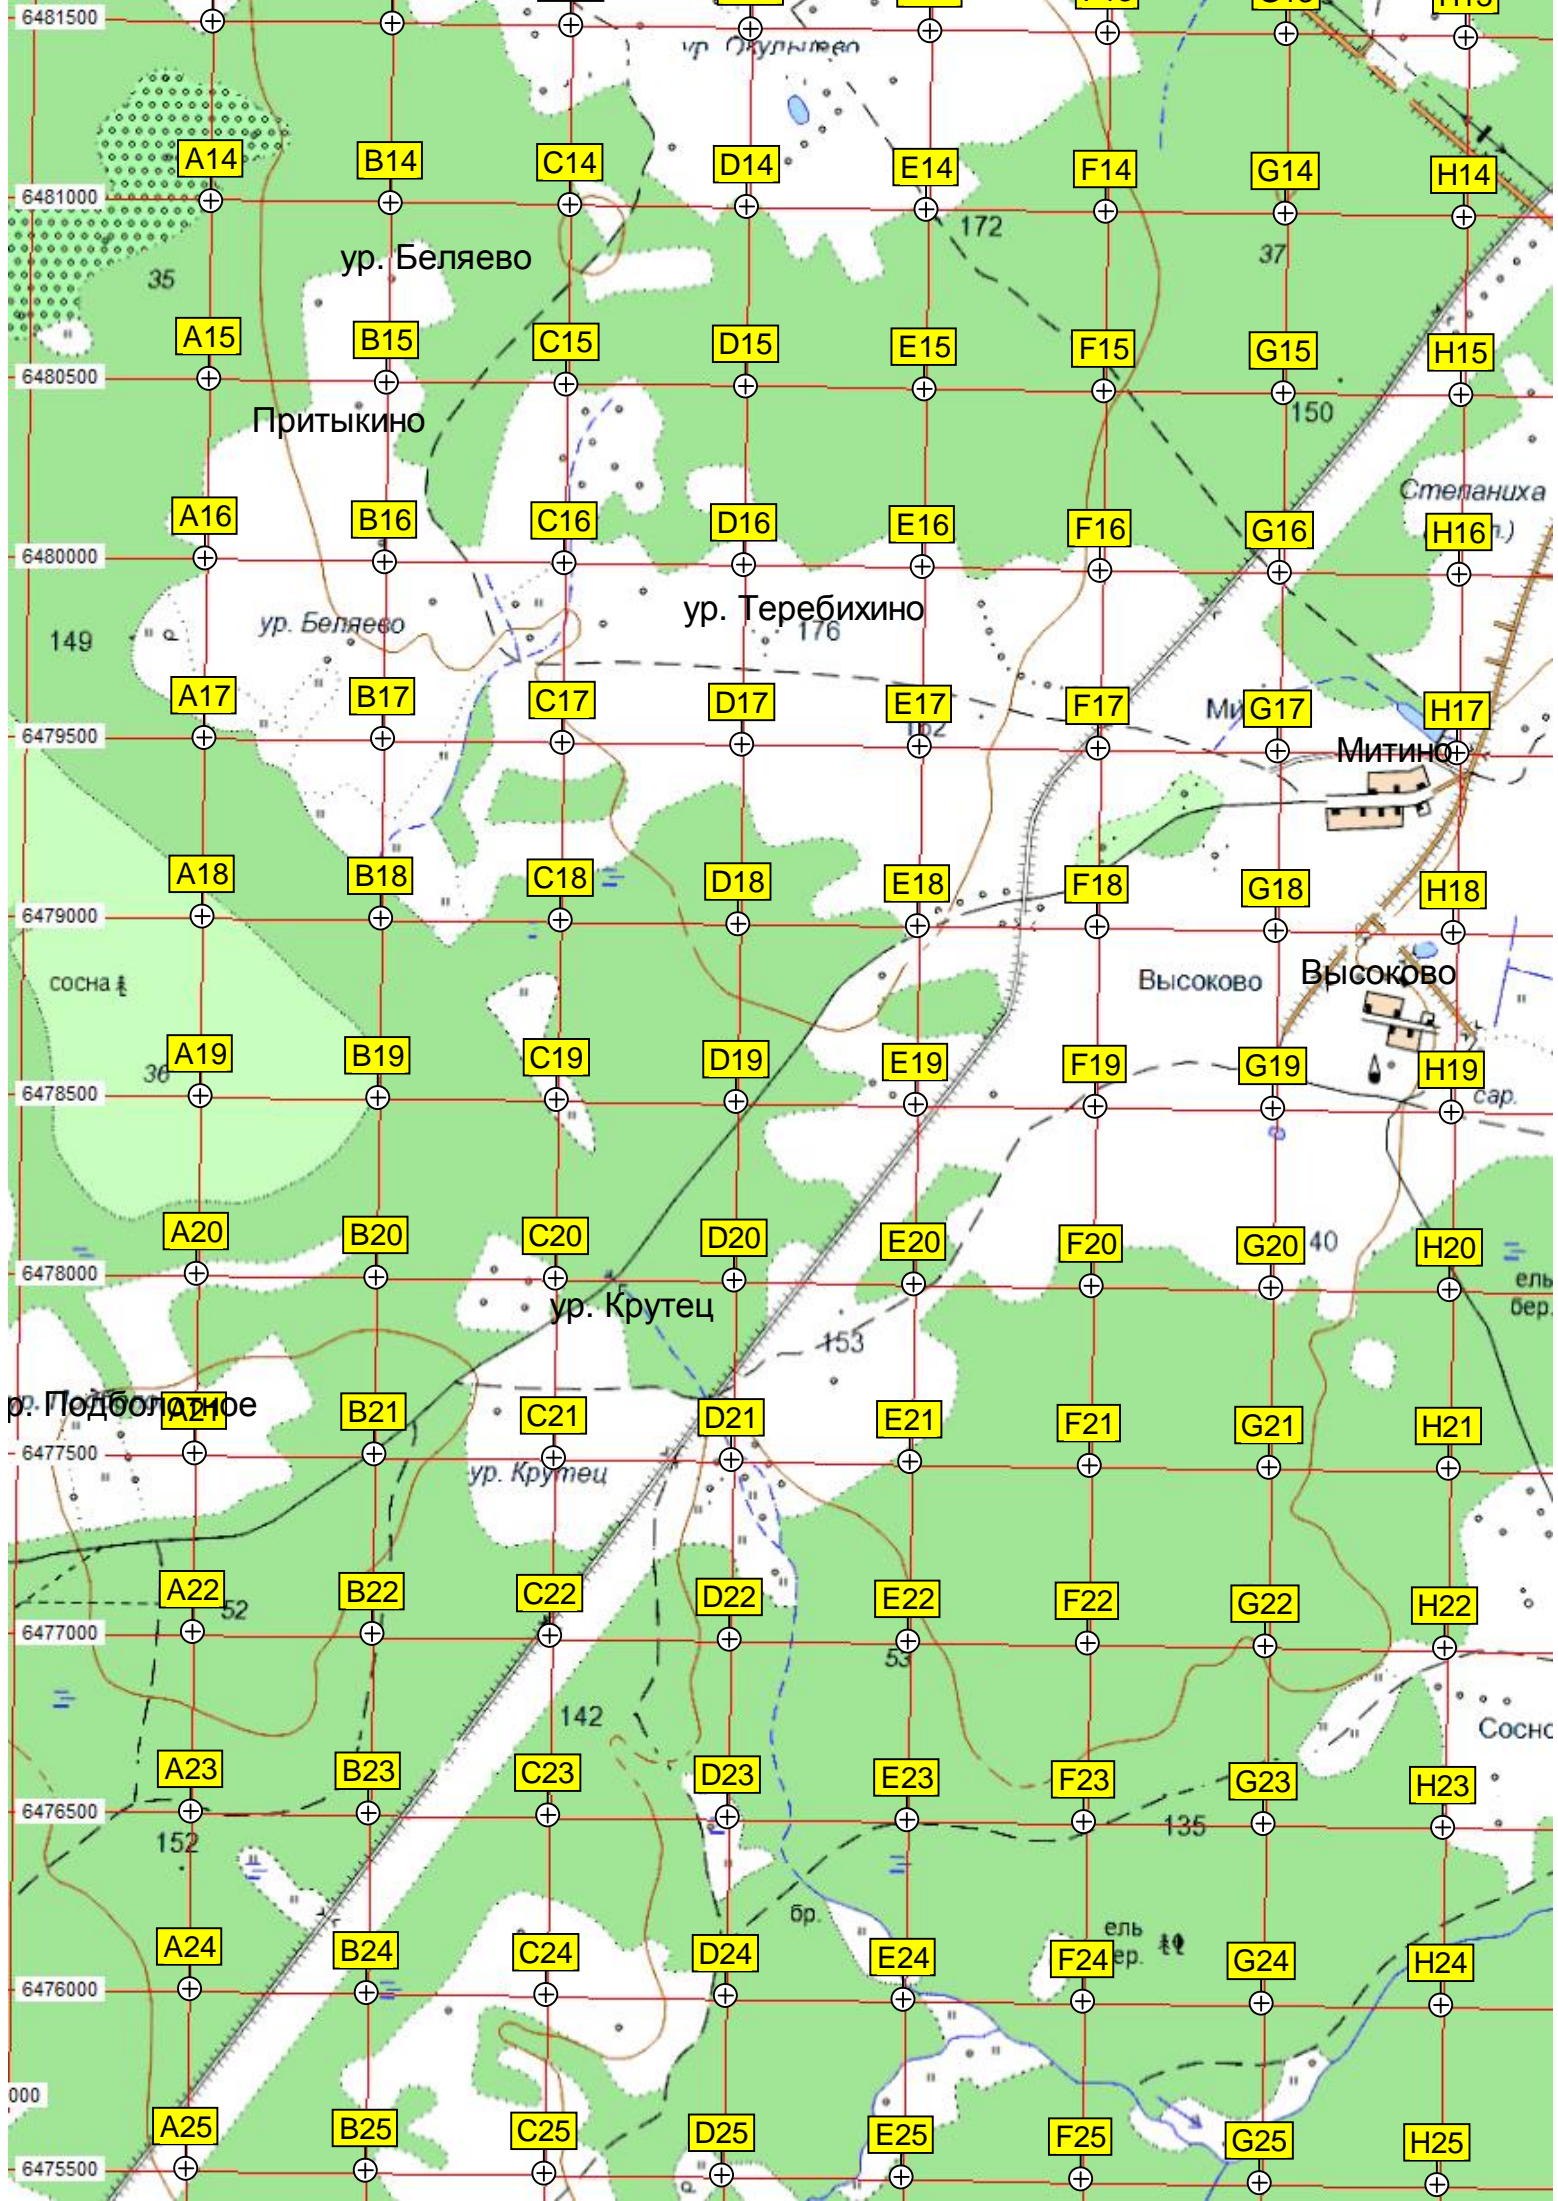 6481500
ур. Окулынево
A14 B14 C14 D14 E14 F14 G14 H14
6481000
172
ур. Беляево
37
35
A15 B15 C15 D15 E15 F15 G15 H15
6480500
150
Притыкино
Степаниха
A16 B16 C16 D16 E16 F16 G16 H16
6480000
ур. Теребихино
ур. Беляево
176
149
A17 B17 C17 D17 E17 F17 G17 H17
6479500
Митино
A18 B18 C18 D18 E18 F18 G18 H18
6479000
сосна
Высоково
Высоково
A19 B19 C19 D19 E19 F19 G19 H19
36
6478500
сар.
A20 B20 C20 D20 E20 F20 G20 H20
40
6478000
ель
бер.
ур. Крутец
153
р. Подболотное
A21 B21 C21 D21 E21 F21 G21 H21
6477500
ур. Крутец
A22 B22 C22 D22 E22 F22 G22 H22
52
6477000
53
142
Сосно
A23 B23 C23 D23 E23 F23 G23 H23
6476500
135
152
бр.
ель
ер.
A24 B24 C24 D24 E24 F24 G24 H24
6476000
000
A25 B25 C25 D25 E25 F25 G25 H25
6475500